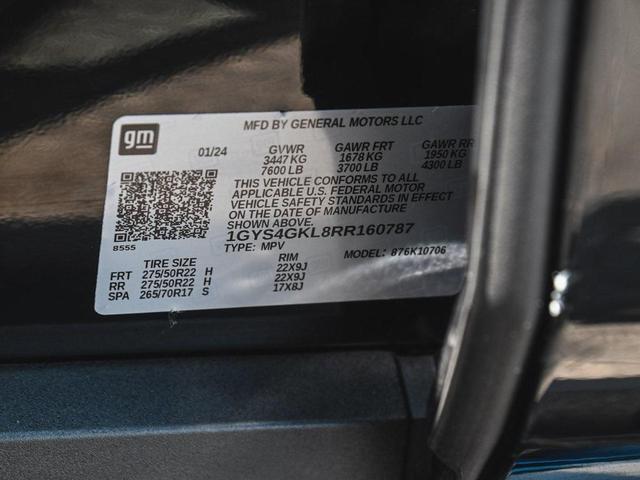 MFD BY GENERAL MOTORS LLC
gm
01/24 GVWR GAWR FRT GAWR RR
3447 KG 1678 KG 1950 KG
7600 LB 3700 LB 4300 LB
THIS VEHICLE CONFORMS TO ALL
APPLICABLE U.S. FEDERAL MOTOR
VEHICLE SAFETY STANDARDS IN EFFECT
ON THE DATE OF MANUFACTURE
SHOWN ABOVE.
1GYS4GKL8RR160787
8555
TYPE: MPV MODEL: 876K10706
TIRE SIZE RIM
FRT 275/50R22 H 22X9J
RR 275/50R22 H 22X9J
SPA 265/70R17 S 17X8J